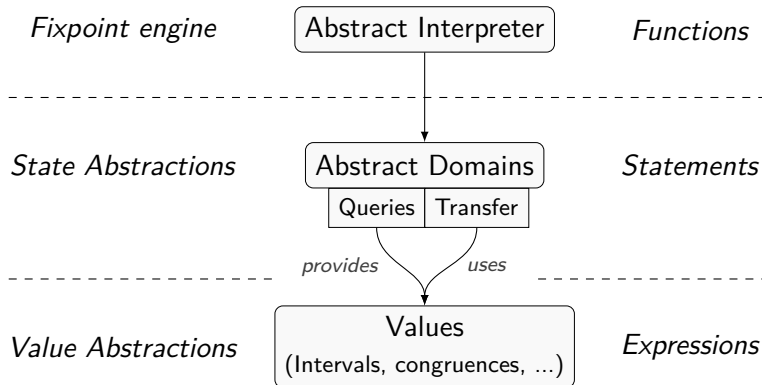 Fixpoint engine
Abstract Interpreter
Functions
State Abstractions
Abstract Domains
Statements
Queries
Transfer
provides
uses
Value Abstractions
Values
(Intervals, congruences, ...)
Expressions